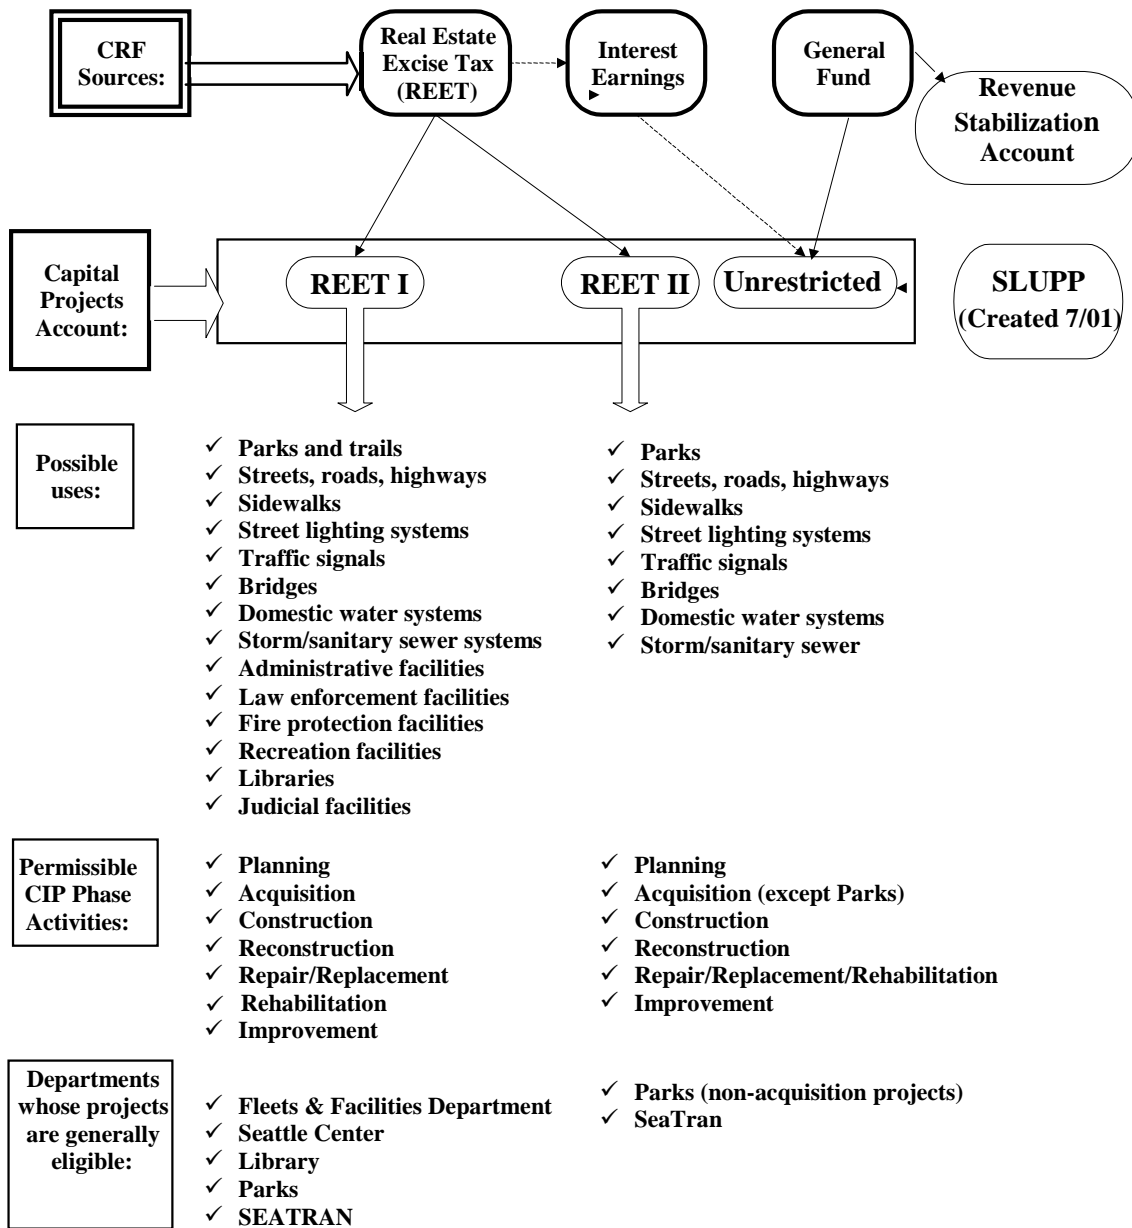 CRF
Sources:
Real Estate
Excise Tax
(REET)
Interest
Earnings
General
Fund
Revenue
Stabilization
Account
Capital
Projects
Account:
REET I
REET II
Unrestricted
SLUPP
(Created 7/01)
Possible
uses:
✓ Parks and trails
✓ Streets, roads, highways
✓ Sidewalks
✓ Street lighting systems
✓ Traffic signals
✓ Bridges
✓ Domestic water systems
✓ Storm/sanitary sewer systems
✓ Administrative facilities
✓ Law enforcement facilities
✓ Fire protection facilities
✓ Recreation facilities
✓ Libraries
✓ Judicial facilities
✓ Parks
✓ Streets, roads, highways
✓ Sidewalks
✓ Street lighting systems
✓ Traffic signals
✓ Bridges
✓ Domestic water systems
✓ Storm/sanitary sewer
Permissible
CIP Phase
Activities:
✓ Planning
✓ Acquisition
✓ Construction
✓ Reconstruction
✓ Repair/Replacement
✓ Rehabilitation
✓ Improvement
✓ Planning
✓ Acquisition (except Parks)
✓ Construction
✓ Reconstruction
✓ Repair/Replacement/Rehabilitation
✓ Improvement
Departments
whose projects
are generally
eligible:
✓ Fleets & Facilities Department
✓ Seattle Center
✓ Library
✓ Parks
✓ SEATRAN
✓ Parks (non-acquisition projects)
✓ SeaTran